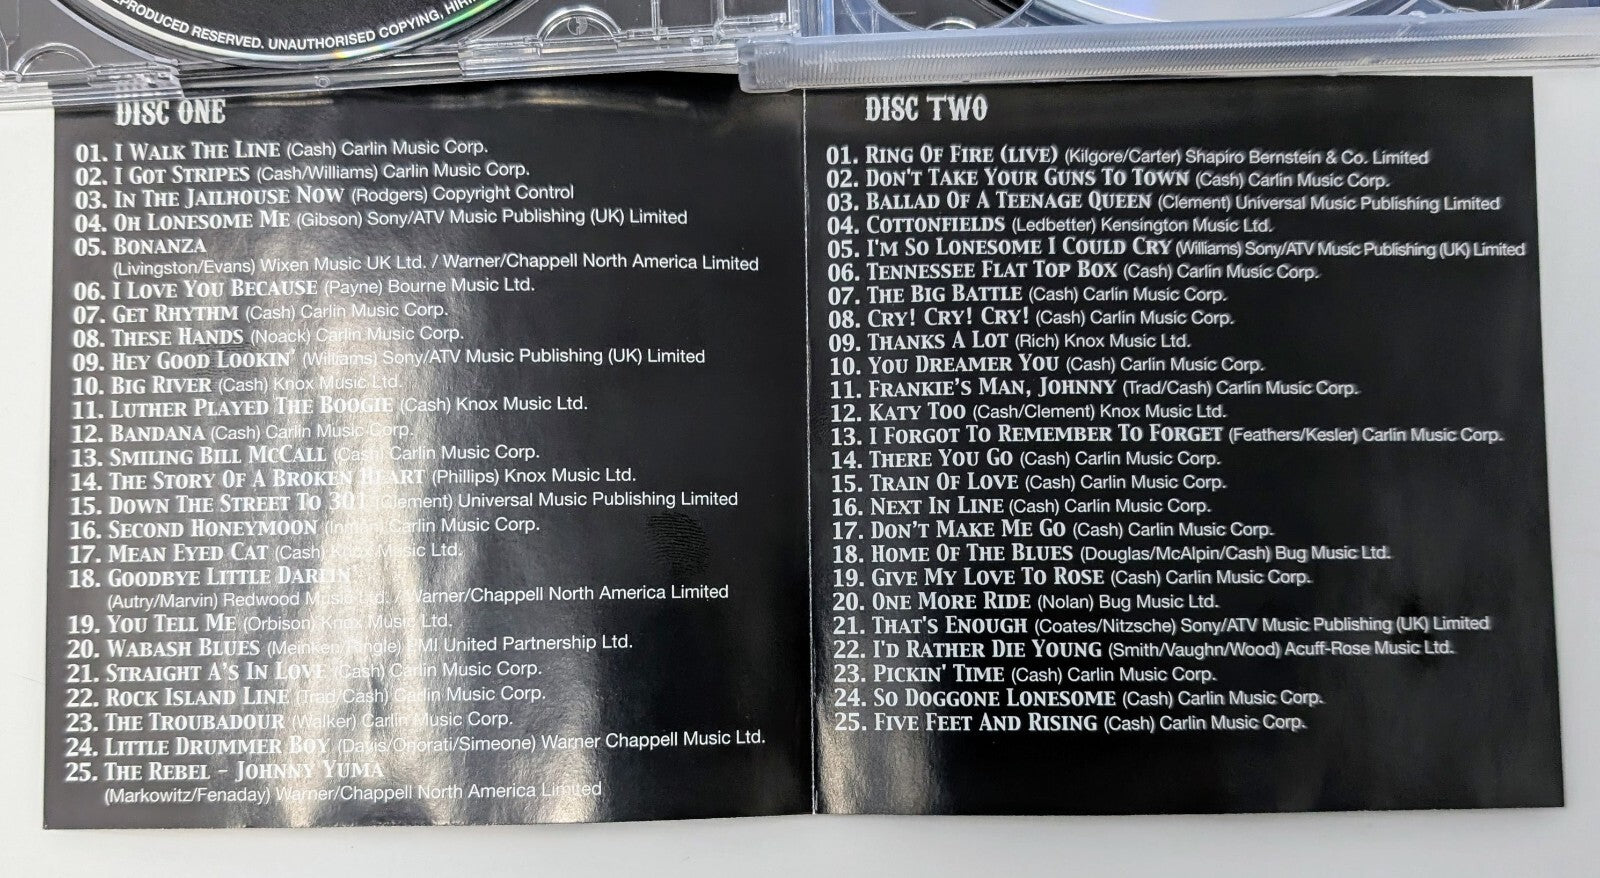 PRODUCED RESERVED. UNAUTHORISED COPYING, HIRI
DISC ONE
01. I WALK THE LINE (Cash) Carlin Music Corp.
02. I GOT STRIPES (Cash/Williams) Carlin Music Corp.
03. IN THE JAILHOUSE NOW (Rodgers) Copyright Control
04. OH LONESOME ME (Gibson) Sony/ATV Music Publishing (UK) Limited
05. BONANZA
(Livingston/Evans) Wixen Music UK Ltd. / Warner/Chappell North America Limited
06. I LOVE YOU BECAUSE (Payne) Bourne Music Ltd.
07. GET RHYTHM (Cash) Carlin Music Corp.
08. THESE HANDS (Noack) Carlin Music Corp.
09. HEY GOOD LOOKIN' (Williams) Sony/ATV Music Publishing (UK) Limited
10. BIG RIVER (Cash) Knox Music Ltd.
11. LUTHER PLAYED THE BOOGIE (Cash) Knox Music Ltd.
12. BANDANA (Cash) Carlin Music Corp.
13. SMILING BILL MCCALL (Cash) Carlin Music Corp.
14. THE STORY OF A BROKEN HEART (Phillips) Knox Music Ltd.
15. DOWN THE STREET TO 301 (Clement) Universal Music Publishing Limited
16. SECOND HONEYMOON (Inman) Carlin Music Corp.
17. MEAN EYED CAT (Cash) Knox Music Ltd.
18. GOODBYE LITTLE DARLIN
(Autry/Marvin) Redwood Music Ltd. / Warner/Chappell North America Limited
19. YOU TELL ME (Orbison) Knox Music Ltd.
20. WABASH BLUES (Meinken/Ringle) EMI United Partnership Ltd.
21. STRAIGHT A'S IN LOVE (Cash) Carlin Music Corp.
22. ROCK ISLAND LINE (Trad/Cash) Carlin Music Corp.
23. THE TROUBADOUR (Walker) Carlin Music Corp.
24. LITTLE DRUMMER BOY (Davis/Onorati/Simeone) Warner Chappell Music Ltd.
25. THE REBEL - JOHNNY YUMA
(Markowitz/Fenaday) Warner/Chappell North America Limited
DISC TWO
01. RING OF FIRE (LIVE) (Kilgore/Carter) Shapiro Bernstein & Co. Limited
02. DON'T TAKE YOUR GUNS TO TOWN (Cash) Carlin Music Corp.
03. BALLAD OF A TEENAGE QUEEN (Clement) Universal Music Publishing Limited
04. COTTONFIELDS (Ledbetter) Kensington Music Ltd.
05. I'M SO LONESOME I COULD CRY (Williams) Sony/ATV Music Publishing (UK) Limited
06. TENNESSEE FLAT TOP BOX (Cash) Carlin Music Corp.
07. THE BIG BATTLE (Cash) Carlin Music Corp.
08. CRY! CRY! CRY! (Cash) Carlin Music Corp.
09. THANKS A LOT (Rich) Knox Music Ltd.
10. YOU DREAMER YOU (Cash) Carlin Music Corp.
11. FRANKIE'S MAN, JOHNNY (Trad/Cash) Carlin Music Corp.
12. KATY TOO (Cash/Clement) Knox Music Ltd.
13. I FORGOT TO REMEMBER TO FORGET (Feathers/Kesler) Carlin Music Corp.
14. THERE YOU GO (Cash) Carlin Music Corp.
15. TRAIN OF LOVE (Cash) Carlin Music Corp.
16. NEXT IN LINE (Cash) Carlin Music Corp.
17. DON'T MAKE ME GO (Cash) Carlin Music Corp.
18. HOME OF THE BLUES (Douglas/McAlpin/Cash) Bug Music Ltd.
19. GIVE MY LOVE TO ROSE (Cash) Carlin Music Corp.
20. ONE MORE RIDE (Nolan) Bug Music Ltd.
21. THAT'S ENOUGH (Coates/Nitzsche) Sony/ATV Music Publishing (UK) Limited
22. I'D RATHER DIE YOUNG (Smith/Vaughn/Wood) Acuff-Rose Music Ltd.
23. PICKIN' TIME (Cash) Carlin Music Corp.
24. SO DOGGONE LONESOME (Cash) Carlin Music Corp.
25. FIVE FEET AND RISING (Cash) Carlin Music Corp.